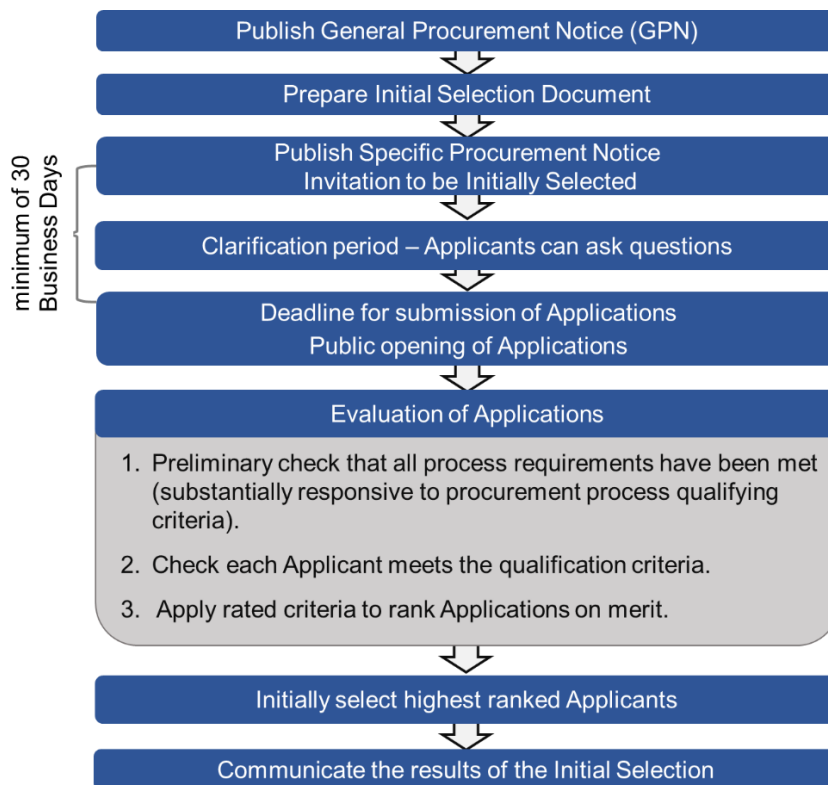 Publish General Procurement Notice (GPN)
Prepare Initial Selection Document
minimum of 30
Business Days
Publish Specific Procurement Notice
Invitation to be Initially Selected
Clarification period – Applicants can ask questions
Deadline for submission of Applications
Public opening of Applications
Evaluation of Applications
1. Preliminary check that all process requirements have been met
(substantially responsive to procurement process qualifying
criteria).
2. Check each Applicant meets the qualification criteria.
3. Apply rated criteria to rank Applications on merit.
Initially select highest ranked Applicants
Communicate the results of the Initial Selection